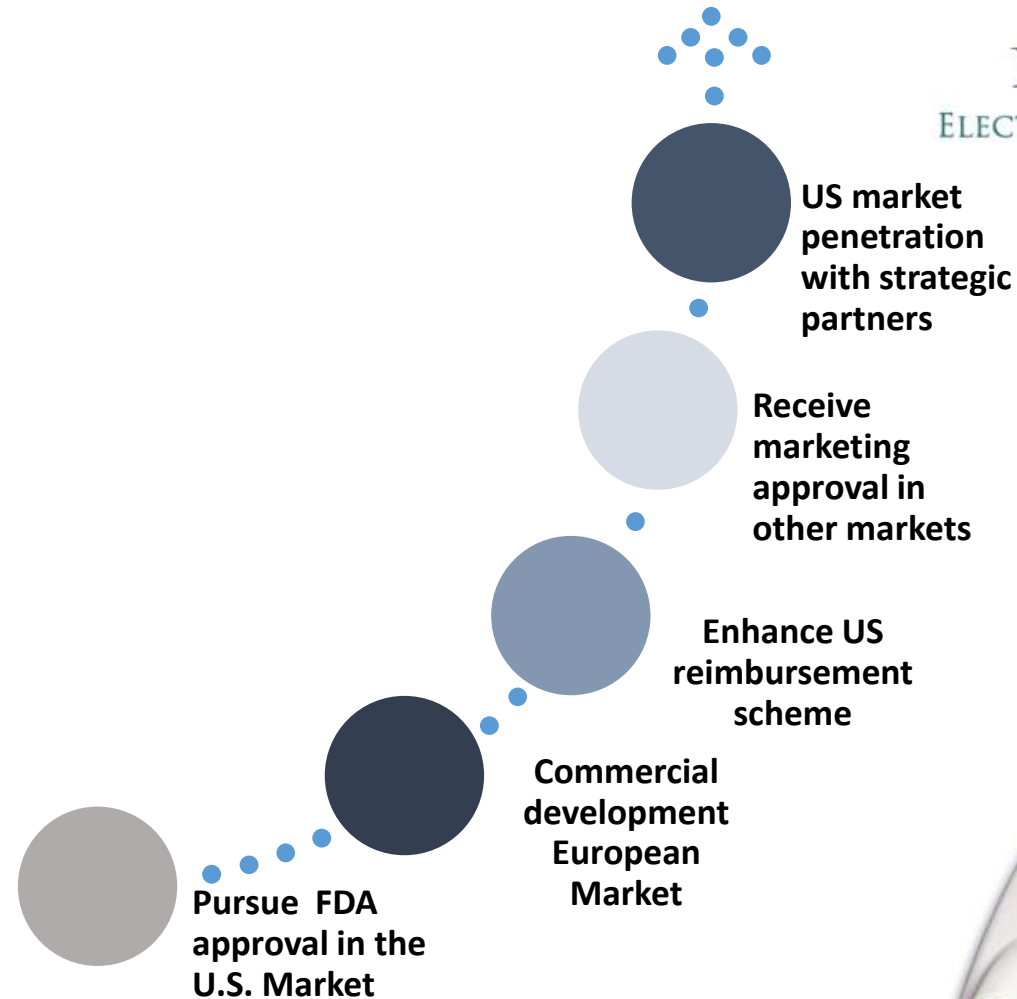 US market
penetration
with strategic
partners
Receive
marketing
approval in
other markets
Enhance US
reimbursement
scheme
Commercial
development
European
Market
Pursue  FDA
approval in the
U.S. Market